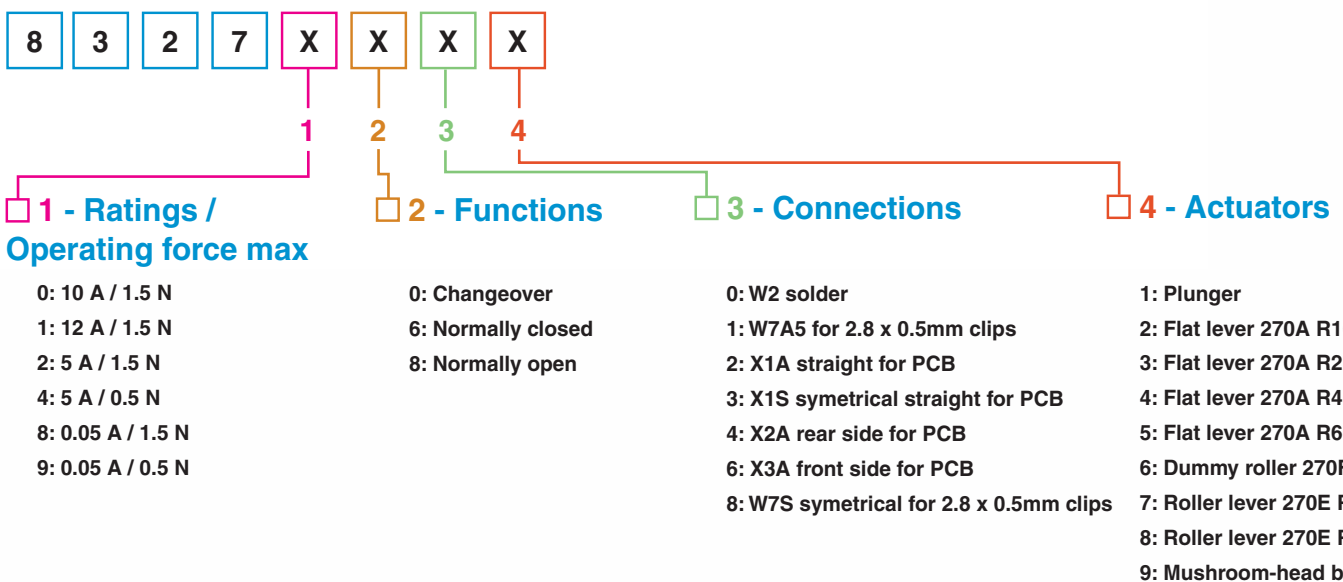 8 3 2 7 X X X X
1 2 3 4
1 - Ratings /
Operating force max
0: 10 A / 1.5 N
1: 12 A / 1.5 N
2: 5 A / 1.5 N
4: 5 A / 0.5 N
8: 0.05 A / 1.5 N
9: 0.05 A / 0.5 N
2 - Functions
0: Changeover
6: Normally closed
8: Normally open
3 - Connections
0: W2 solder
1: W7A5 for 2.8 x 0.5mm clips
2: X1A straight for PCB
3: X1S symetrical straight for PCB
4: X2A rear side for PCB
6: X3A front side for PCB
8: W7S symetrical for 2.8 x 0.5mm clips
4 - Actuators
1: Plunger
2: Flat lever 270A R1
3: Flat lever 270A R2
4: Flat lever 270A R4
5: Flat lever 270A R6
6: Dummy roller
7: Roller lever 270E
8: Roller lever 270E
9: Mushroom-head